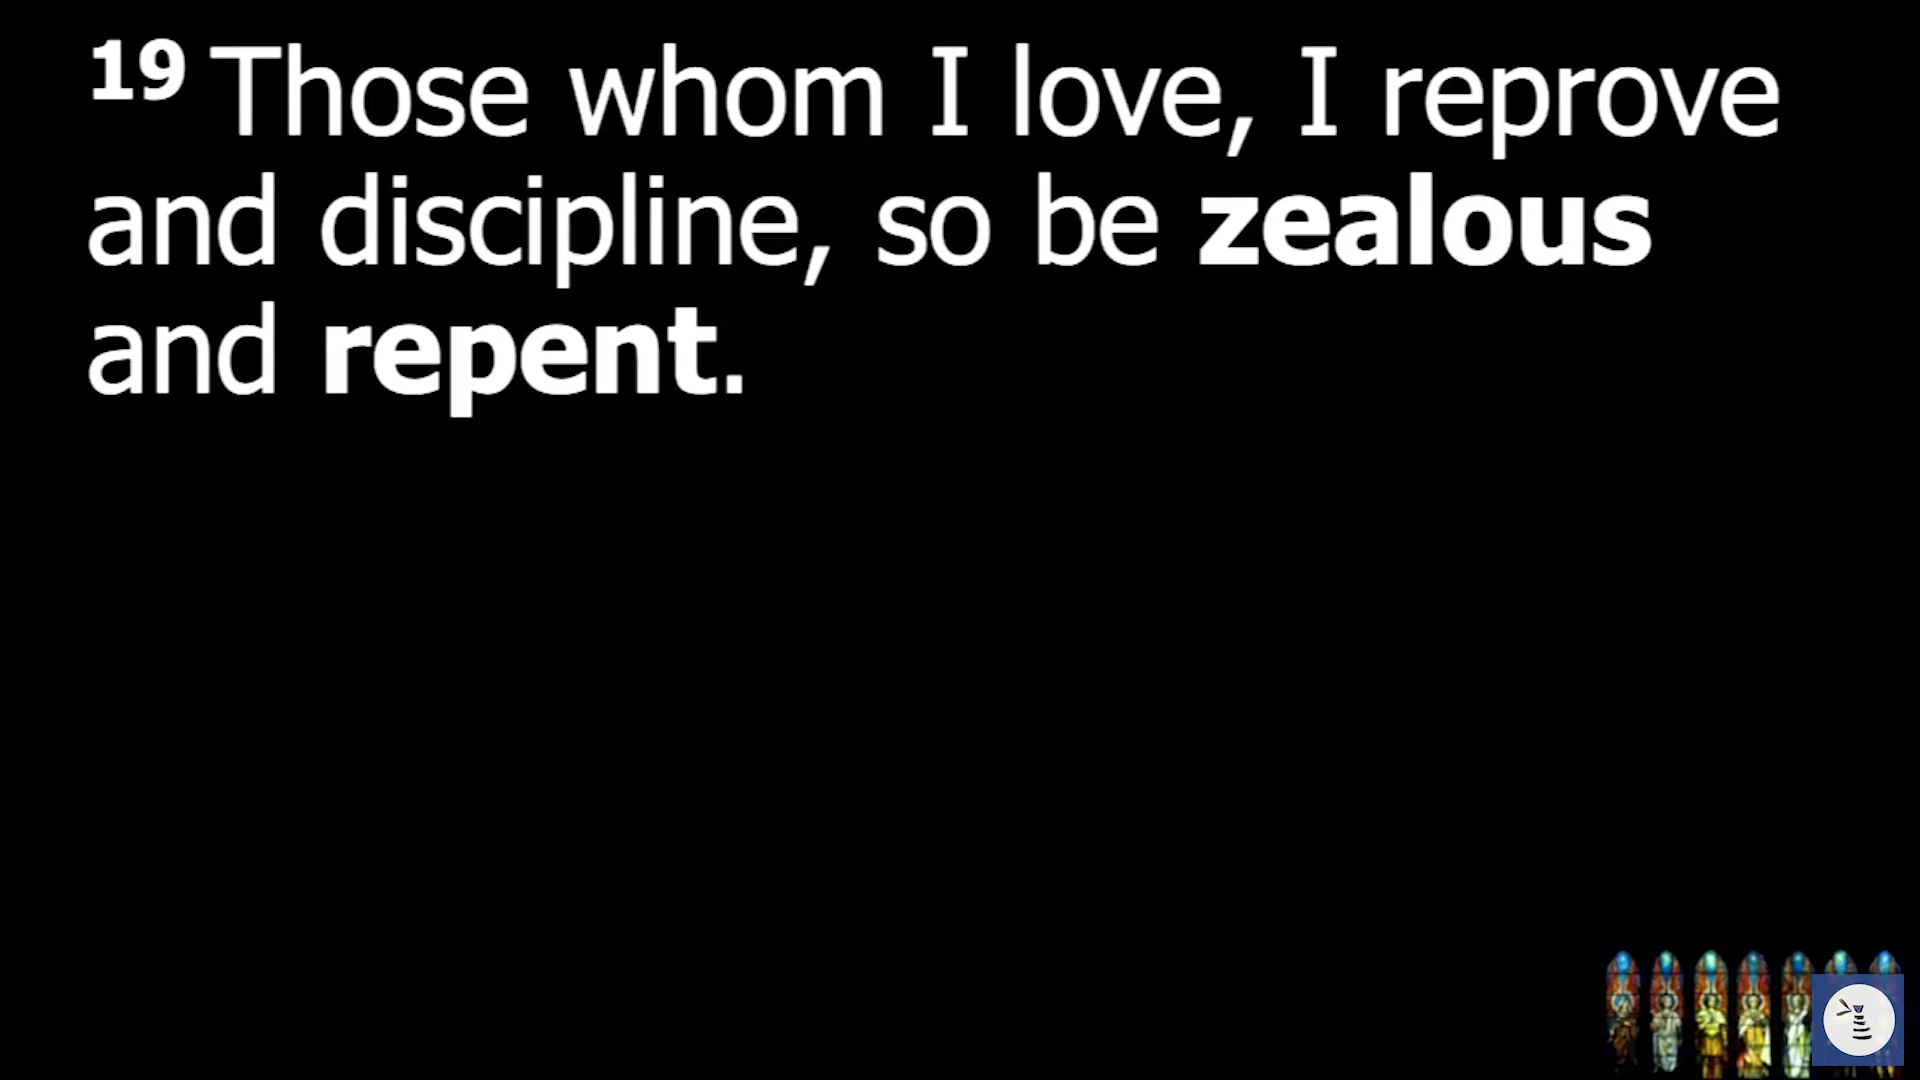 19 Those whom I love, I reprove
and discipline, so be zealous
and repent.